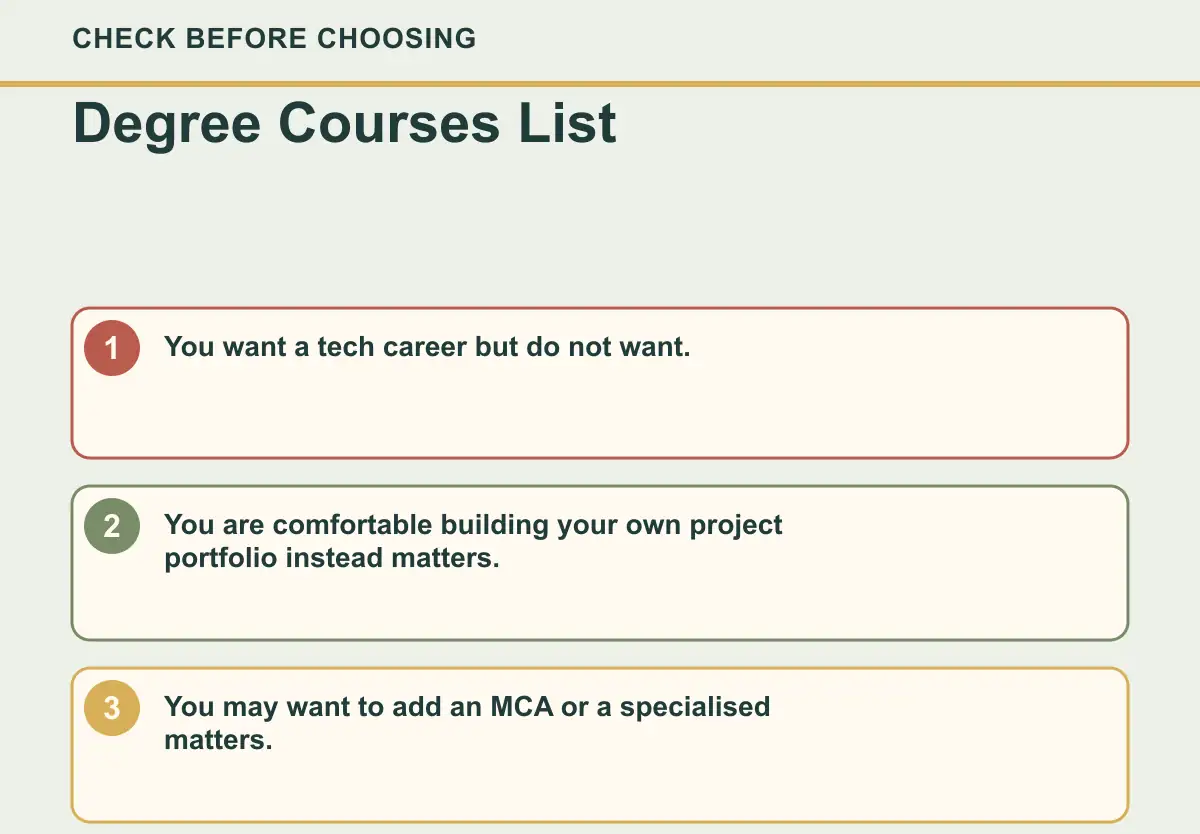 CHECK BEFORE CHOOSING
Degree Courses List
1
You want a tech career but do not want.
2
You are comfortable building your own project
portfolio instead matters.
3
You may want to add an MCA or a specialised
matters.